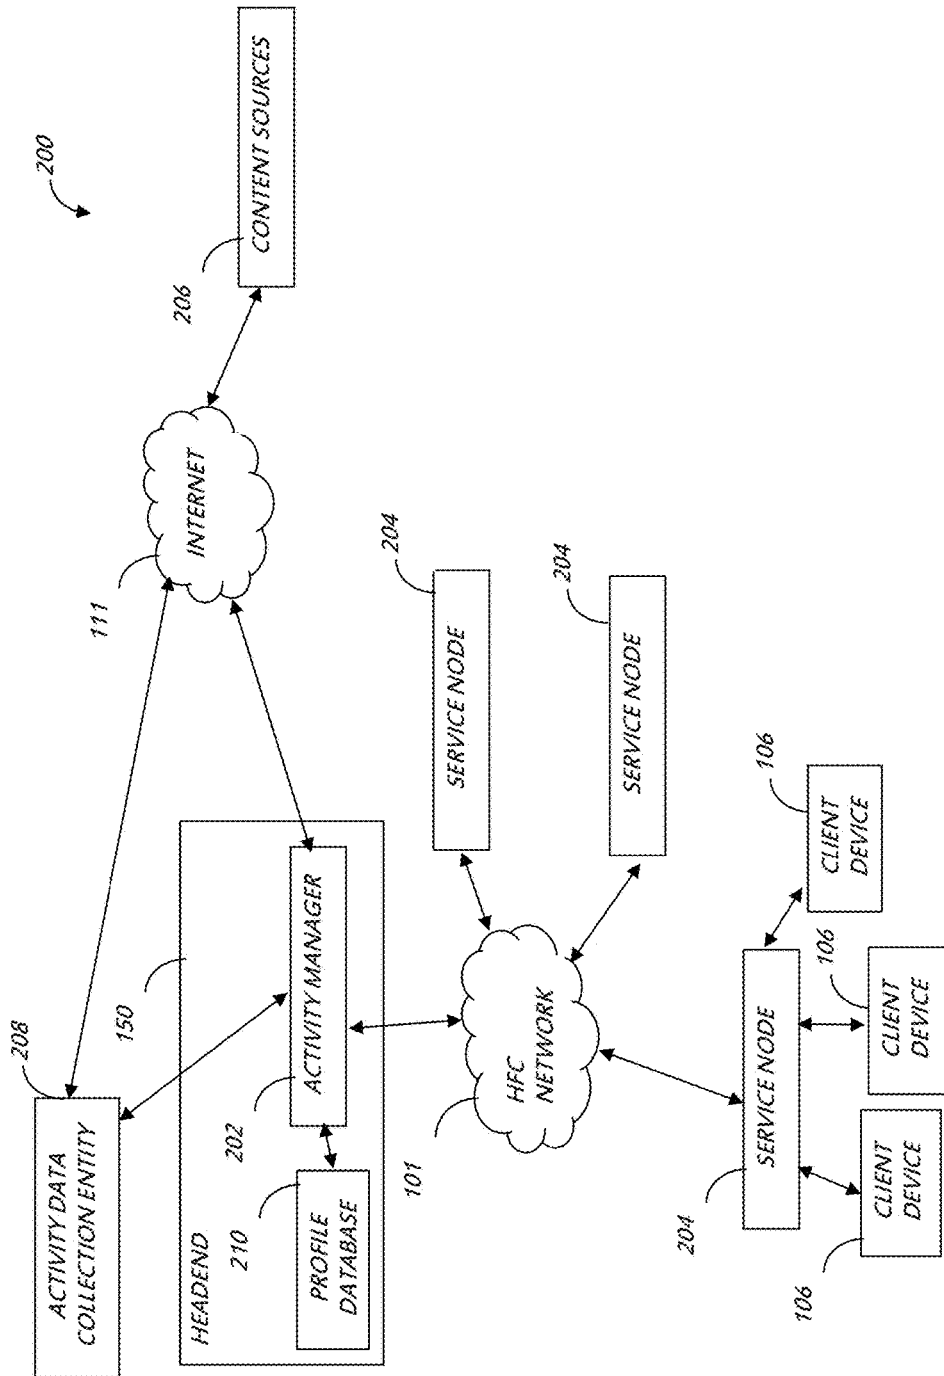 200
208
ACTIVITY DATA
COLLECTION ENTITY
111
INTERNET
206
CONTENT SOURCES
150
HEADEND
210
PROFILE
DATABASE
202
ACTIVITY MANAGER
101
HFC
NETWORK
204
SERVICE NODE
204
SERVICE NODE
204
SERVICE NODE
106
CLIENT
DEVICE
106
CLIENT
DEVICE
106
CLIENT
DEVICE